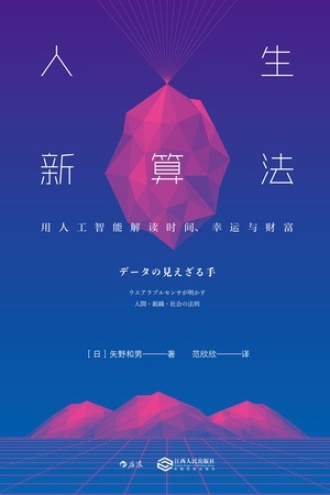 人 生
新 算 法
用人工智能解读时间、幸运与财富
データの見えざる手
ウエアラブルセンサが明かす
人間・組織・社会の法則
[日]矢野和男——著 范欣欣——译
后浪 江西人民出版社